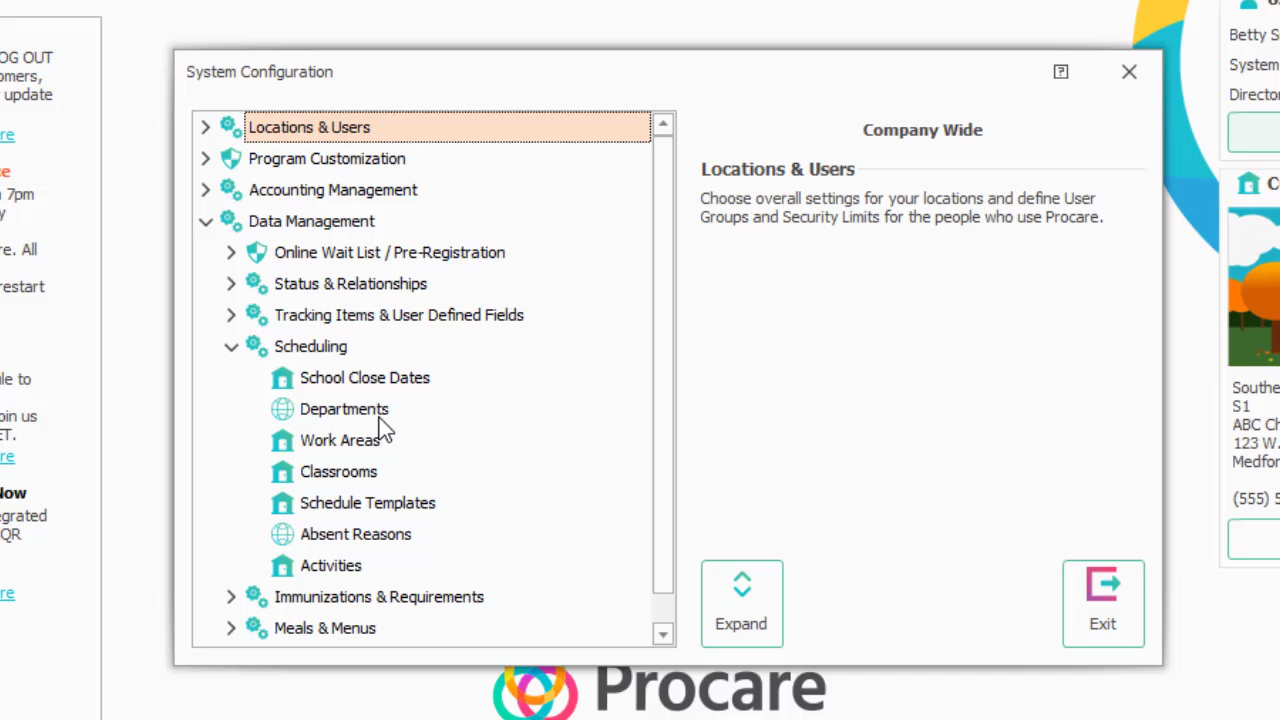 OG OUT
omers,
update
re
e
7pm
y
re. All
restart
le to
oin us
ET.
re
Now
egrated
QR
re
System Configuration
Locations & Users
Program Customization
Accounting Management
Data Management
Online Wait List / Pre-Registration
Status & Relationships
Tracking Items & User Defined Fields
Scheduling
School Close Dates
Departments
Work Areas
Classrooms
Schedule Templates
Absent Reasons
Activities
Immunizations & Requirements
Meals & Menus
Company Wide
Locations & Users
Choose overall settings for your locations and define User
Groups and Security Limits for the people who use Procare.
Expand
Exit
Procare
Betty S
System
Directo
C
Southe
S1
ABC Ch
123 W.
Medfor
(555) 5